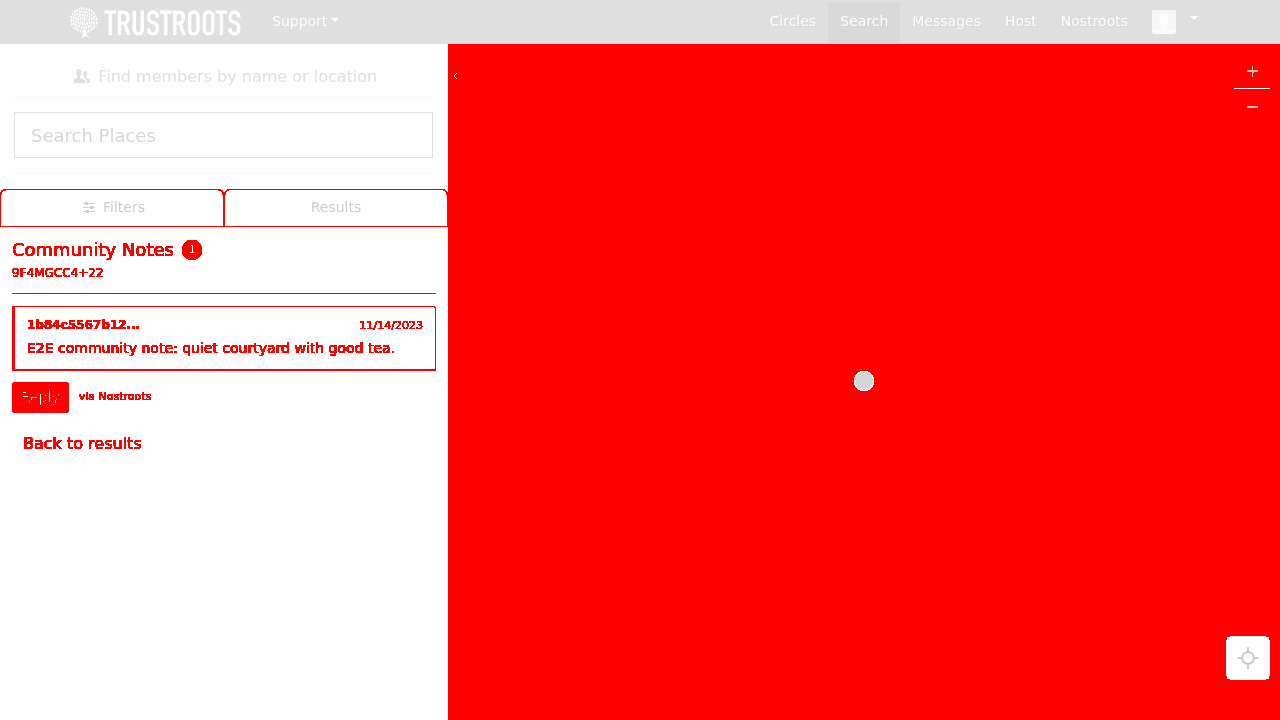 TRUSTROOTS Support Circles Search Messages Host Nostroots
Find members by name or location
Search Places
Filters Results
Community Notes 1
9F4MGCC4+22
1b84c5567b12... 11/14/2023
E2E community note: quiet courtyard with good tea.
Reply via Nostroots
Back to results